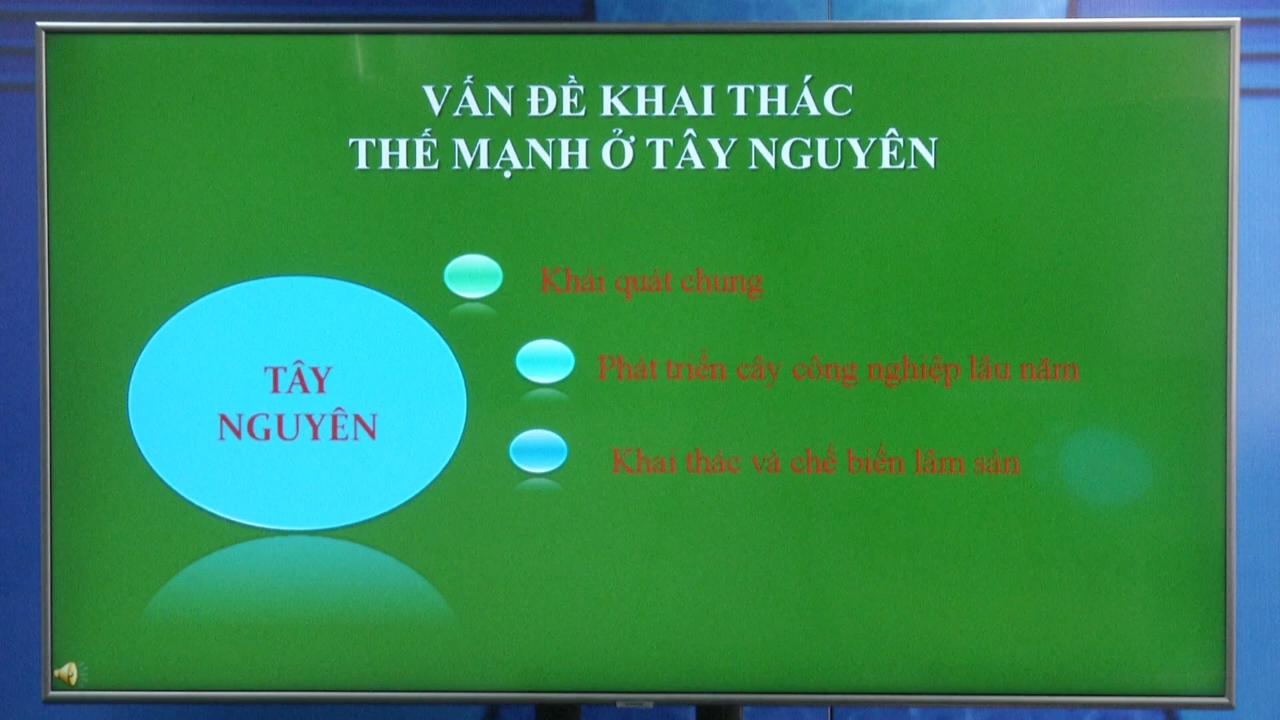 VẤN ĐỀ KHAI THÁC
THẾ MẠNH Ở TÂY NGUYÊN
Khái quát chung
TÂY
NGUYÊN
Phát triển cây công nghiệp lâu năm
Khai thác và chế biến lâm sản